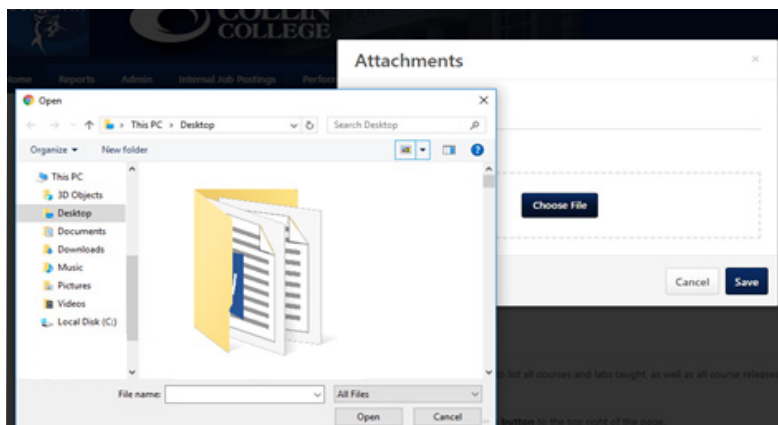 COLLIN
COLLEGE
Home Reports Admin Internal Job Postings Perfor
Attachments ×
Open
This PC > Desktop
Search Desktop
Organize New folder
This PC
3D Objects
Desktop
Documents
Downloads
Music
Pictures
Videos
Local Disk (C:)
Choose File
Cancel Save
File name: All Files
Open Cancel
to list all courses and labs taught, as well as all course releases
button to the top right of the page.